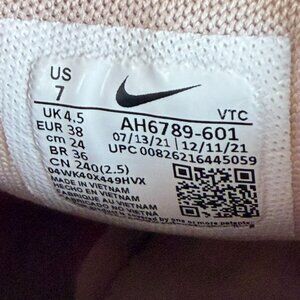 US
7
VTC
UK 4.5
AH6789-601
EUR 38
07/13/21 12/11/21
cm 24
UPC 00826216445059
BR 36
CN 240(2.5)
04WK40X449HVX
MADE IN VIETNAM
HECHO EN VIETNAM
FABRIQUE AU VIETNAM